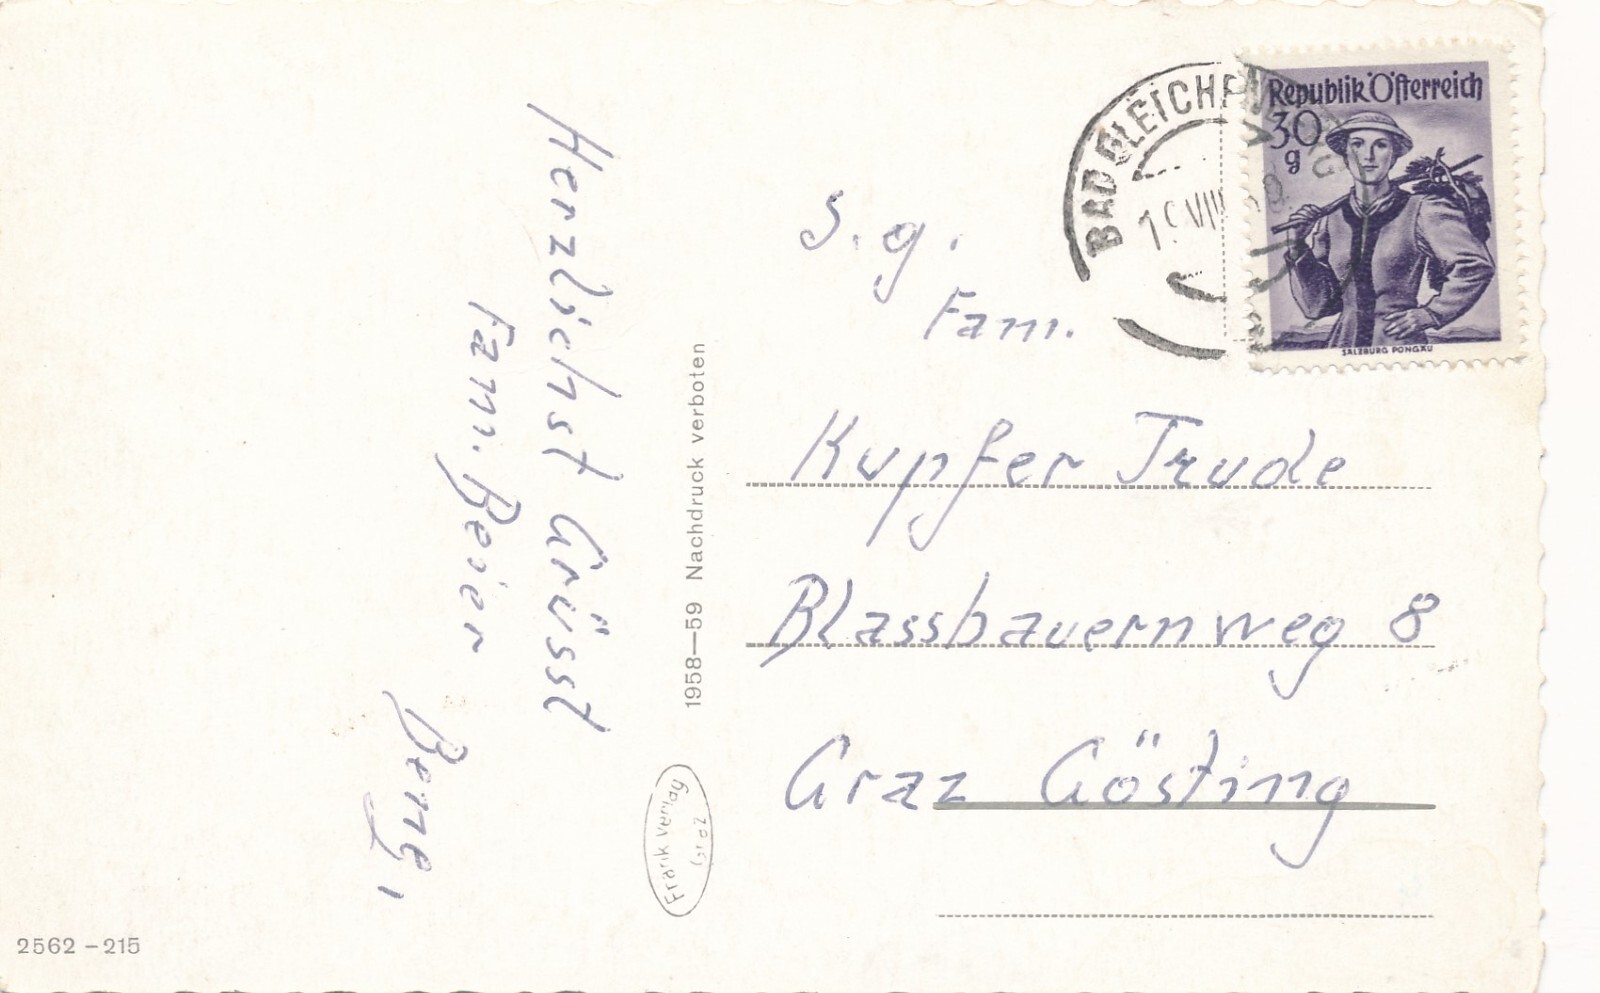 Herzlichst Grüsst
Fam. Beier
1958—59 Nachdruck verboten
Frank Verlag
Graz
2562-215
BAD GLEICHE
Republik Österreich
30
g
SALZBURG PONGAU
S. g.
Fam.
Kupfer Trude
Blassbauernweg 8
Graz Gösting